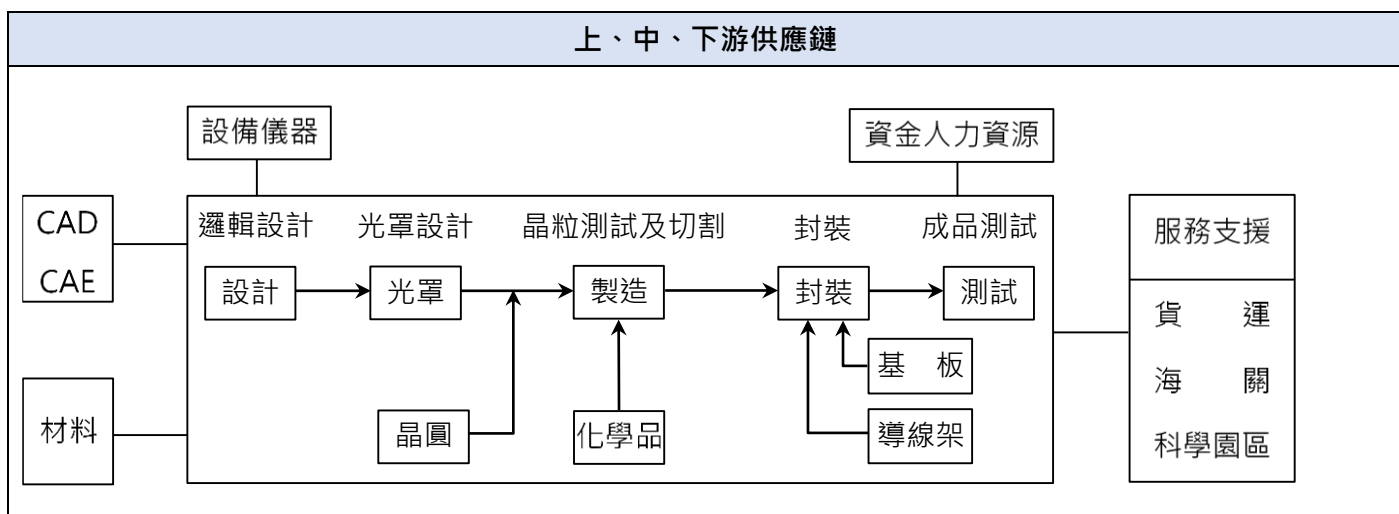 上、中、下游供應鏈
設備儀器
資金人力資源
CAD
CAE
邏輯設計
光罩設計
晶粒測試及切割
封裝
成品測試
設計
光罩
製造
封裝
測試
基 板
材料
晶圓
化學品
導線架
服務支援
貨 運
海 關
科學園區